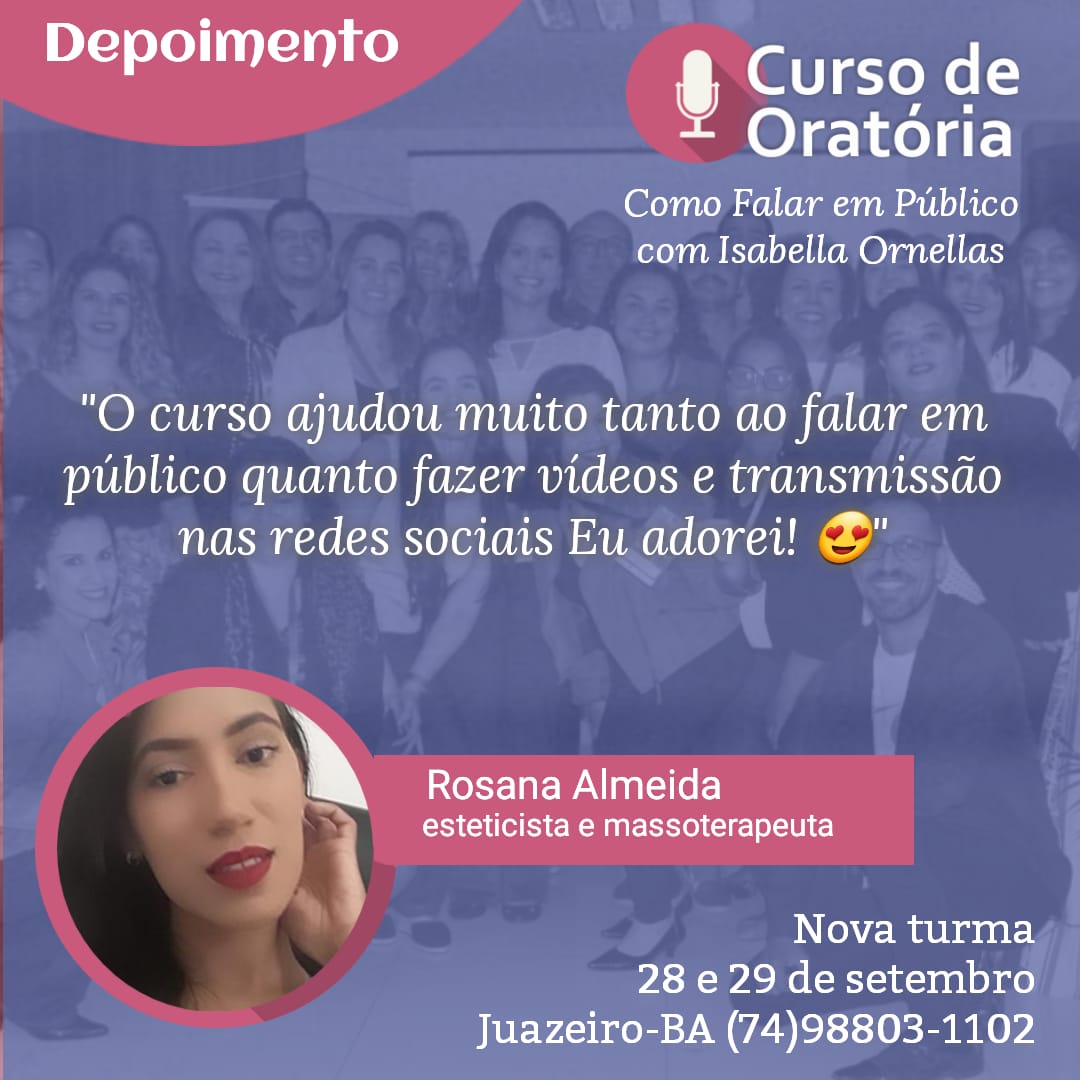 Depoimento
Curso de
Oratória
Como Falar em Público
com Isabella Ornellas
"O curso ajudou muito tanto ao falar em
público quanto fazer vídeos e transmissão
nas redes sociais Eu adorei! 😍"
Rosana Almeida
esteticista e massoterapeuta
Nova turma
28 e 29 de setembro
Juazeiro-BA (74)98803-1102